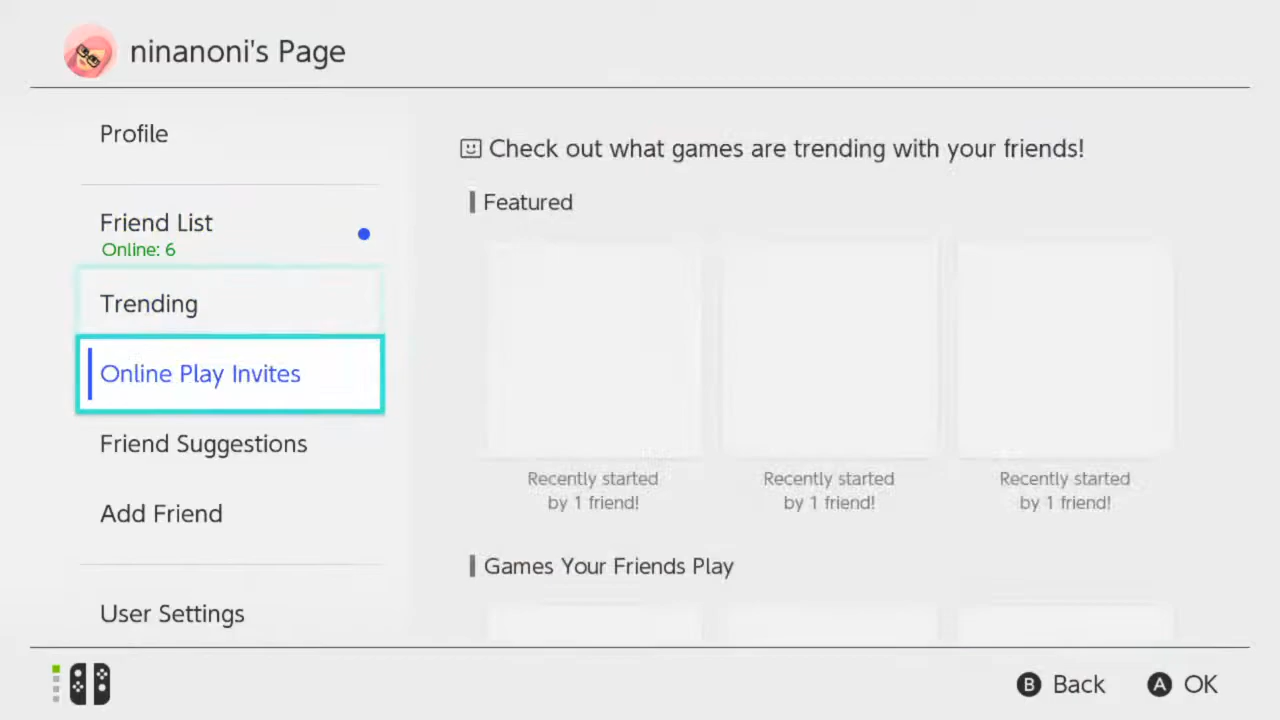 ninanoni's Page
Profile
Friend List
Online: 6
Trending
Online Play Invites
Friend Suggestions
Add Friend
User Settings
Check out what games are trending with your friends!
Featured
Recently started
by 1 friend!
Recently started
by 1 friend!
Recently started
by 1 friend!
Games Your Friends Play
B Back
A OK